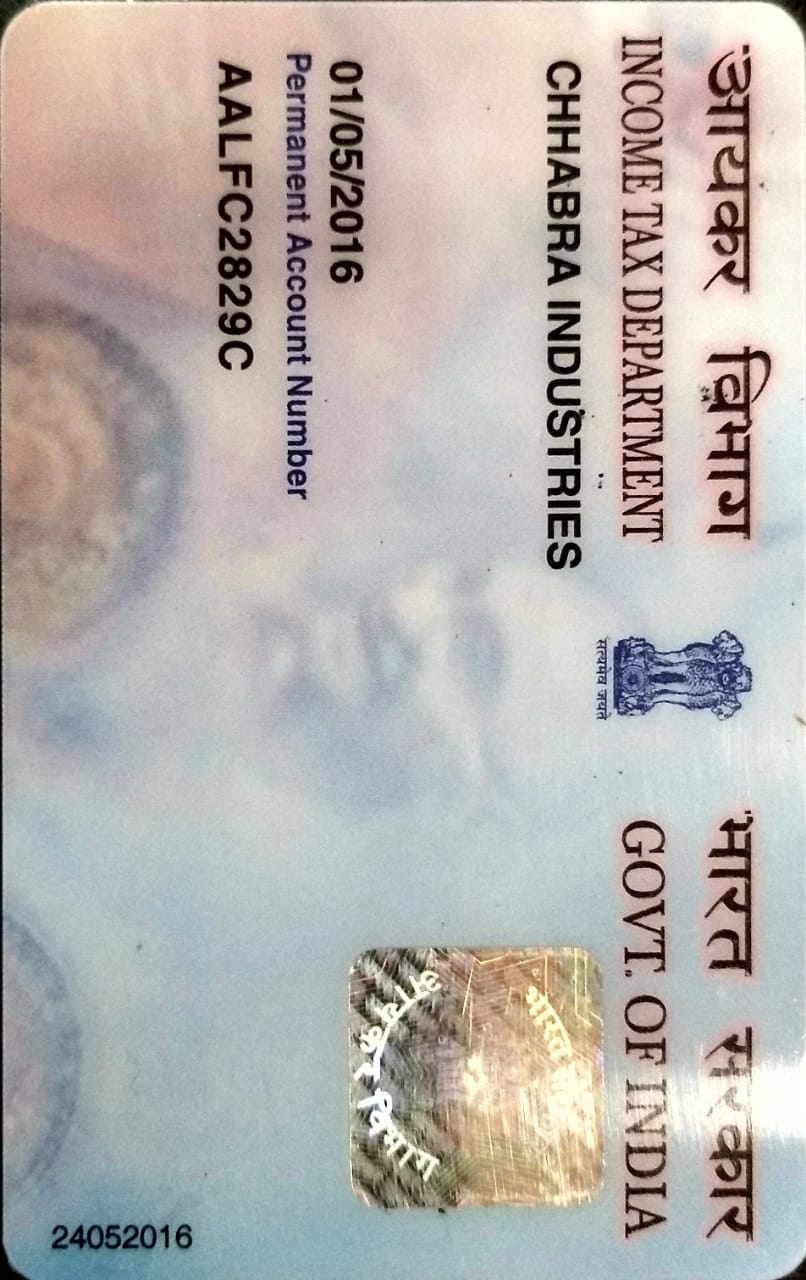 आयकर विभाग भारत सरकार
INCOME TAX DEPARTMENT GOVT. OF INDIA
सत्यमेव जयते
CHHABRA INDUSTRIES
01/05/2016
Permanent Account Number
AALFC2829C
भारत
आयकर विभाग
24052016